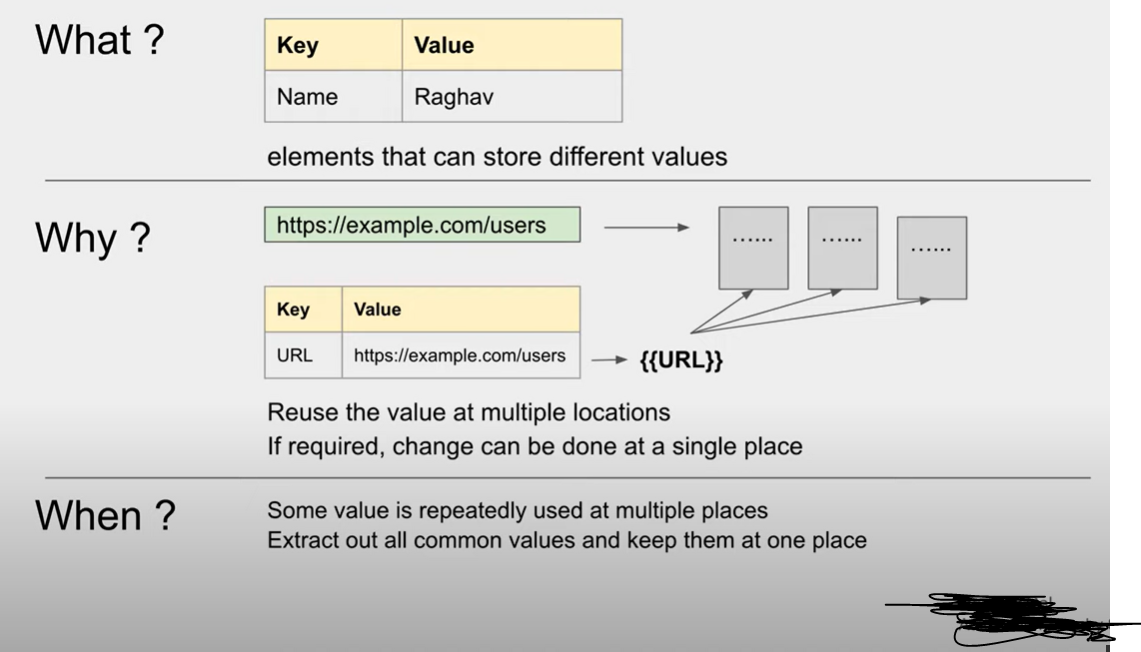 What ?
Key Value
Name Raghav
elements that can store different values
Why ?
https://example.com/users
......
......
......
Key Value
URL https://example.com/users
{{URL}}
Reuse the value at multiple locations
If required, change can be done at a single place
When ?
Some value is repeatedly used at multiple places
Extract out all common values and keep them at one place